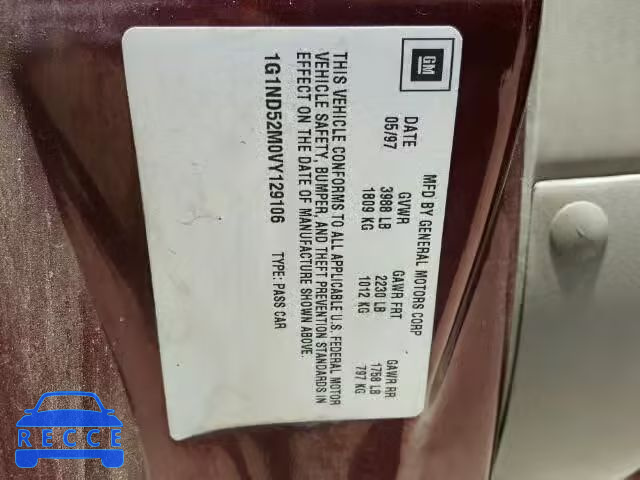 GM
MFD BY GENERAL MOTORS CORP
DATE GVWR GAWR FRT GAWR RR
05/97 3988 LB 2230 LB 1758 LB
1809 KG 1012 KG 797 KG
THIS VEHICLE CONFORMS TO ALL APPLICABLE U.S. FEDERAL MOTOR
VEHICLE SAFETY, BUMPER, AND THEFT PREVENTION STANDARDS IN
EFFECT ON THE DATE OF MANUFACTURE SHOWN ABOVE.
1G1ND52M0VY129106 TYPE: PASS CAR
RECCE